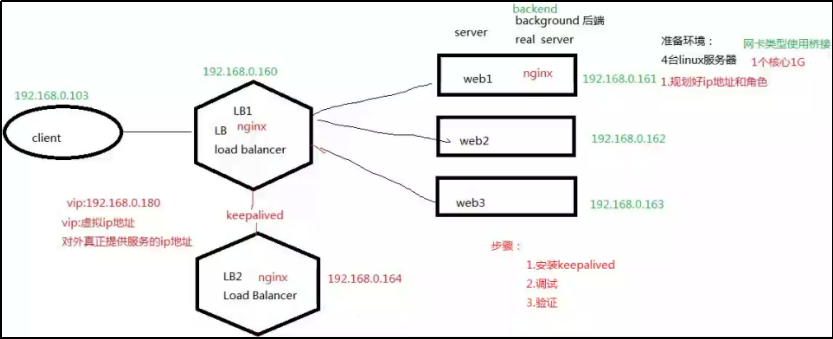 backend
background 后端
server
real server
准备环境：
网卡类型使用桥接
4台linux服务器
1个核心1G
1.规划好ip地址和角色
192.168.0.160
192.168.0.103
client
LB1
LB nginx
load balancer
web1
nginx
192.168.0.161
web2
192.168.0.162
web3
192.168.0.163
vip:192.168.0.180
vip:虚拟ip地址
对外真正提供服务的ip地址
keepalived
LB2 nginx
Load Balancer
192.168.0.164
步骤：
1.安装keepalived
2.调试
3.验证